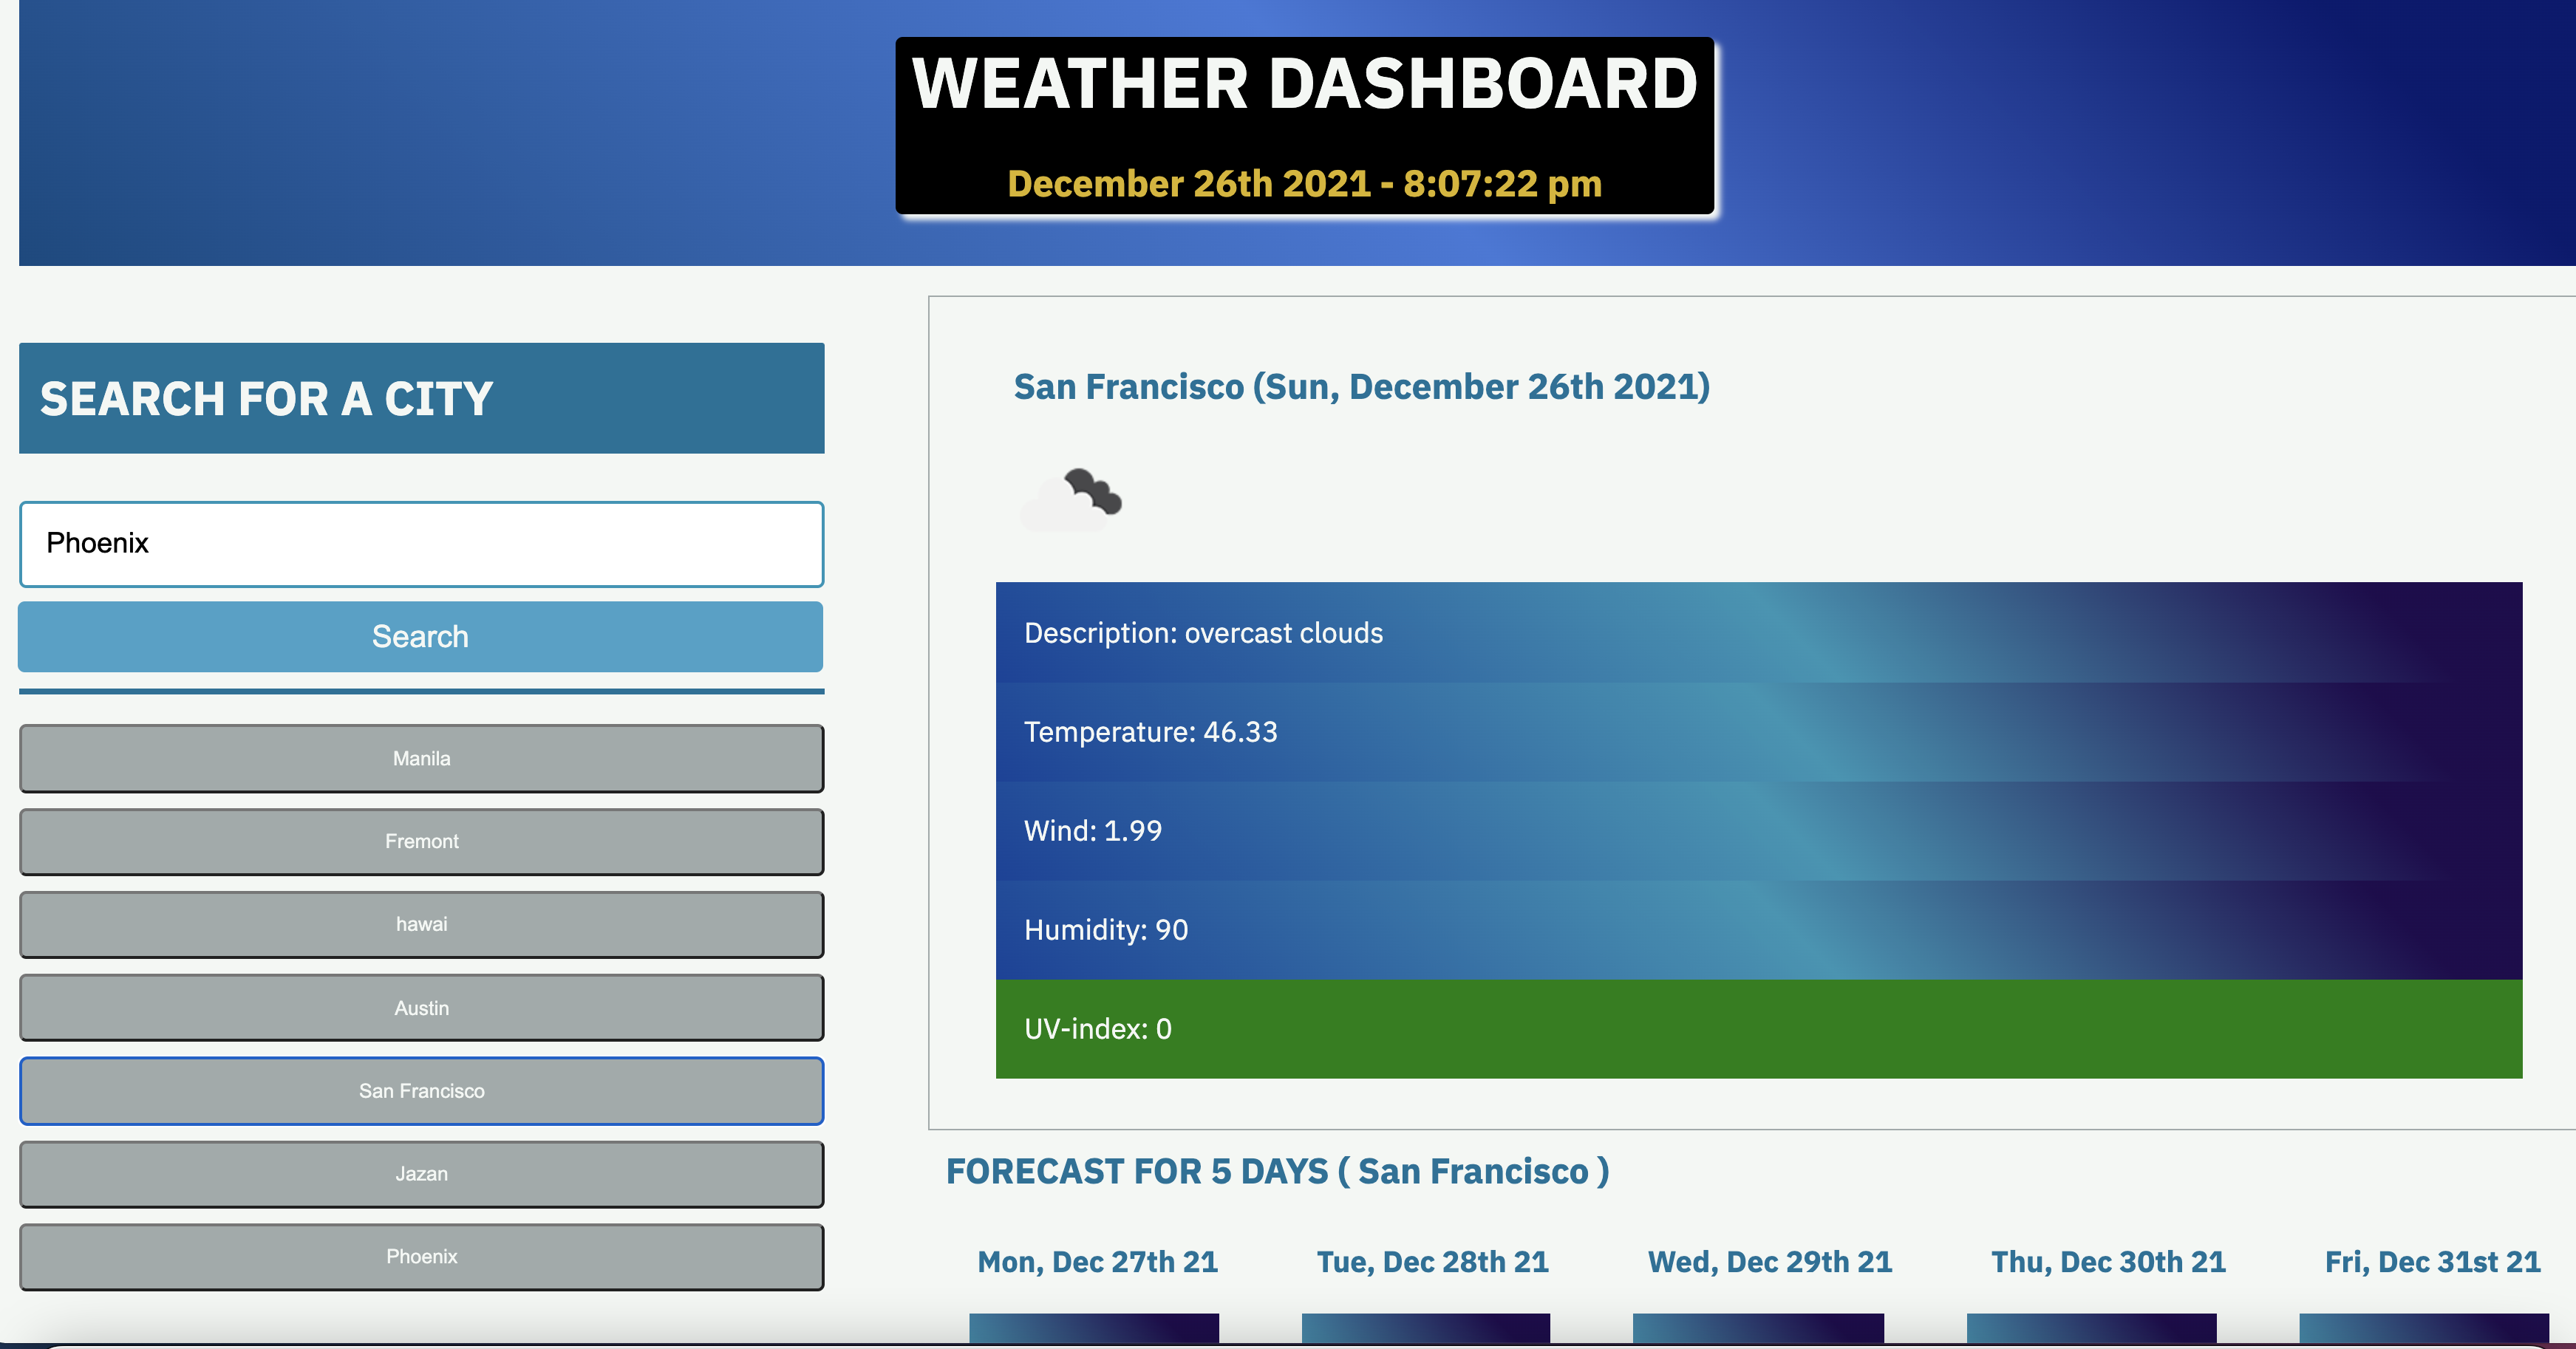 WEATHER DASHBOARD
December 26th 2021 - 8:07:22 pm
SEARCH FOR A CITY
Phoenix
Search
Manila
Fremont
hawai
Austin
San Francisco
Jazan
Phoenix
San Francisco (Sun, December 26th 2021)
Description: overcast clouds
Temperature: 46.33
Wind: 1.99
Humidity: 90
UV-index: 0
FORECAST FOR 5 DAYS ( San Francisco )
Mon, Dec 27th 21
Tue, Dec 28th 21
Wed, Dec 29th 21
Thu, Dec 30th 21
Fri, Dec 31st 21